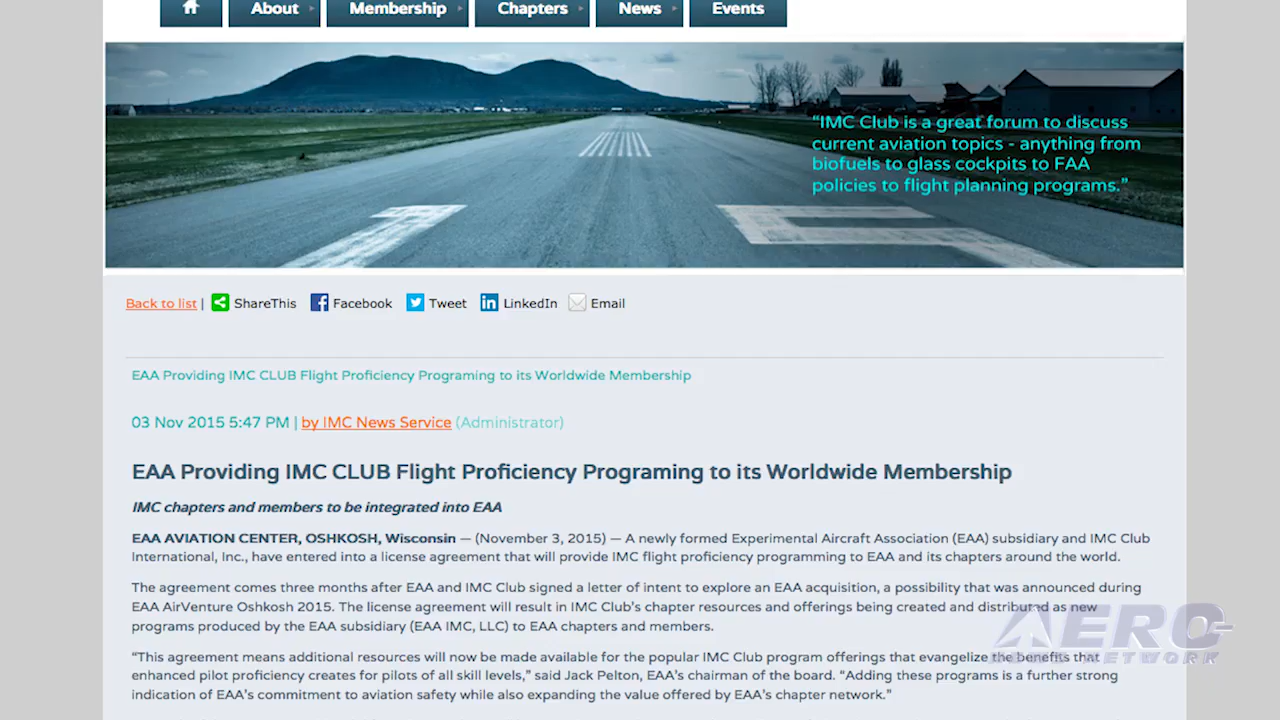 About Membership Chapters News Events
“IMC Club is a great forum to discuss
current aviation topics - anything from
biofuels to glass cockpits to FAA
policies to flight planning programs.”
Back to list | ShareThis Facebook Tweet LinkedIn Email
EAA Providing IMC CLUB Flight Proficiency Programing to its Worldwide Membership
03 Nov 2015 5:47 PM | by IMC News Service (Administrator)
EAA Providing IMC CLUB Flight Proficiency Programing to its Worldwide Membership
IMC chapters and members to be integrated into EAA
EAA AVIATION CENTER, OSHKOSH, Wisconsin — (November 3, 2015) — A newly formed Experimental Aircraft Association (EAA) subsidiary and IMC Club
International, Inc., have entered into a license agreement that will provide IMC flight proficiency programming to EAA and its chapters around the world.
The agreement comes three months after EAA and IMC Club signed a letter of intent to explore an EAA acquisition, a possibility that was announced during
EAA AirVenture Oshkosh 2015. The license agreement will result in IMC Club’s chapter resources and offerings being created and distributed as new
programs produced by the EAA subsidiary (EAA IMC, LLC) to EAA chapters and members.
“This agreement means additional resources will now be made available for the popular IMC Club program offerings that evangelize the benefits that
enhanced pilot proficiency creates for pilots of all skill levels,” said Jack Pelton, EAA’s chairman of the board. “Adding these programs is a further strong
indication of EAA’s commitment to aviation safety while also expanding the value offered by EAA’s chapter network.”
AERO-
NEWS NETWORK